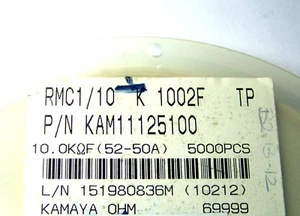 RMC1/10 K 1002F TP
P/N KAM11125100
10.0KΩF(52-50A) 5000PCS
L/N 151980836M (10212)
KAMAYA OHM 69999